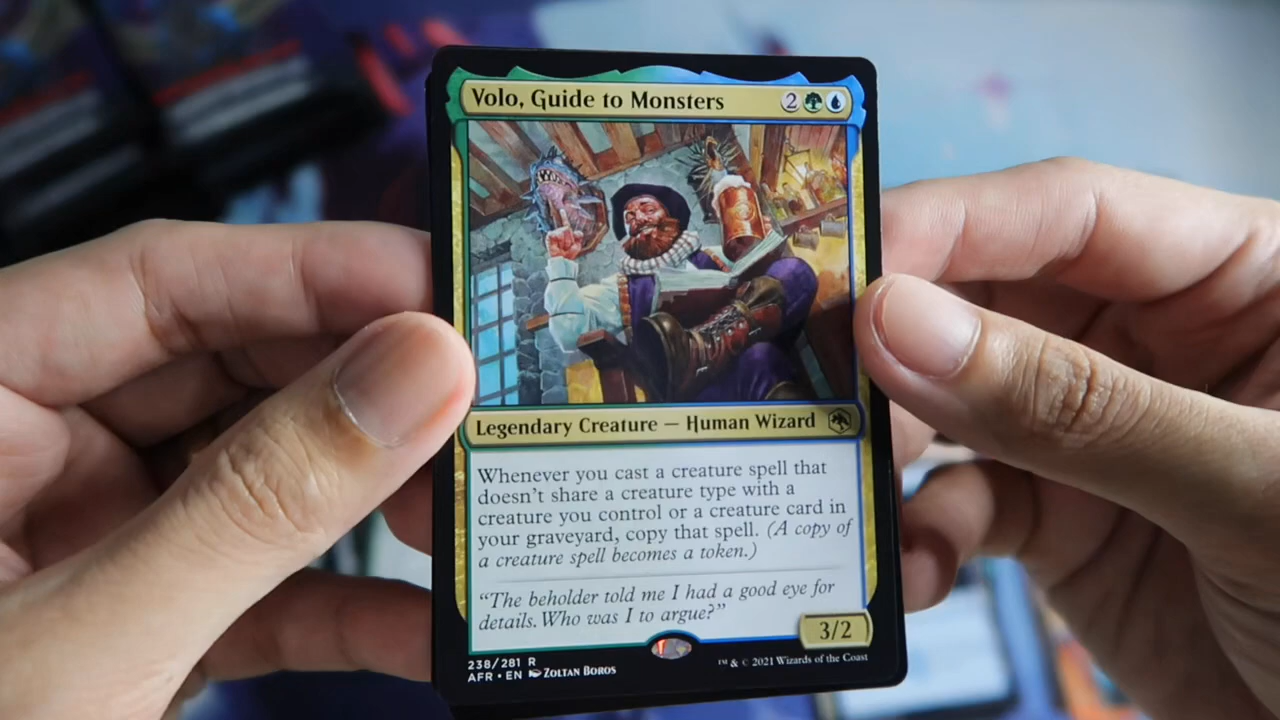 Volo, Guide to Monsters 2
Legendary Creature — Human Wizard
Whenever you cast a creature spell that
doesn't share a creature type with a
creature you control or a creature card in
your graveyard, copy that spell. (A copy of
a creature spell becomes a token.)
"The beholder told me I had a good eye for
details. Who was I to argue?"
3/2
238/281 R
AFR • EN ZOLTAN BOROS
™ & © 2021 Wizards of the Coast